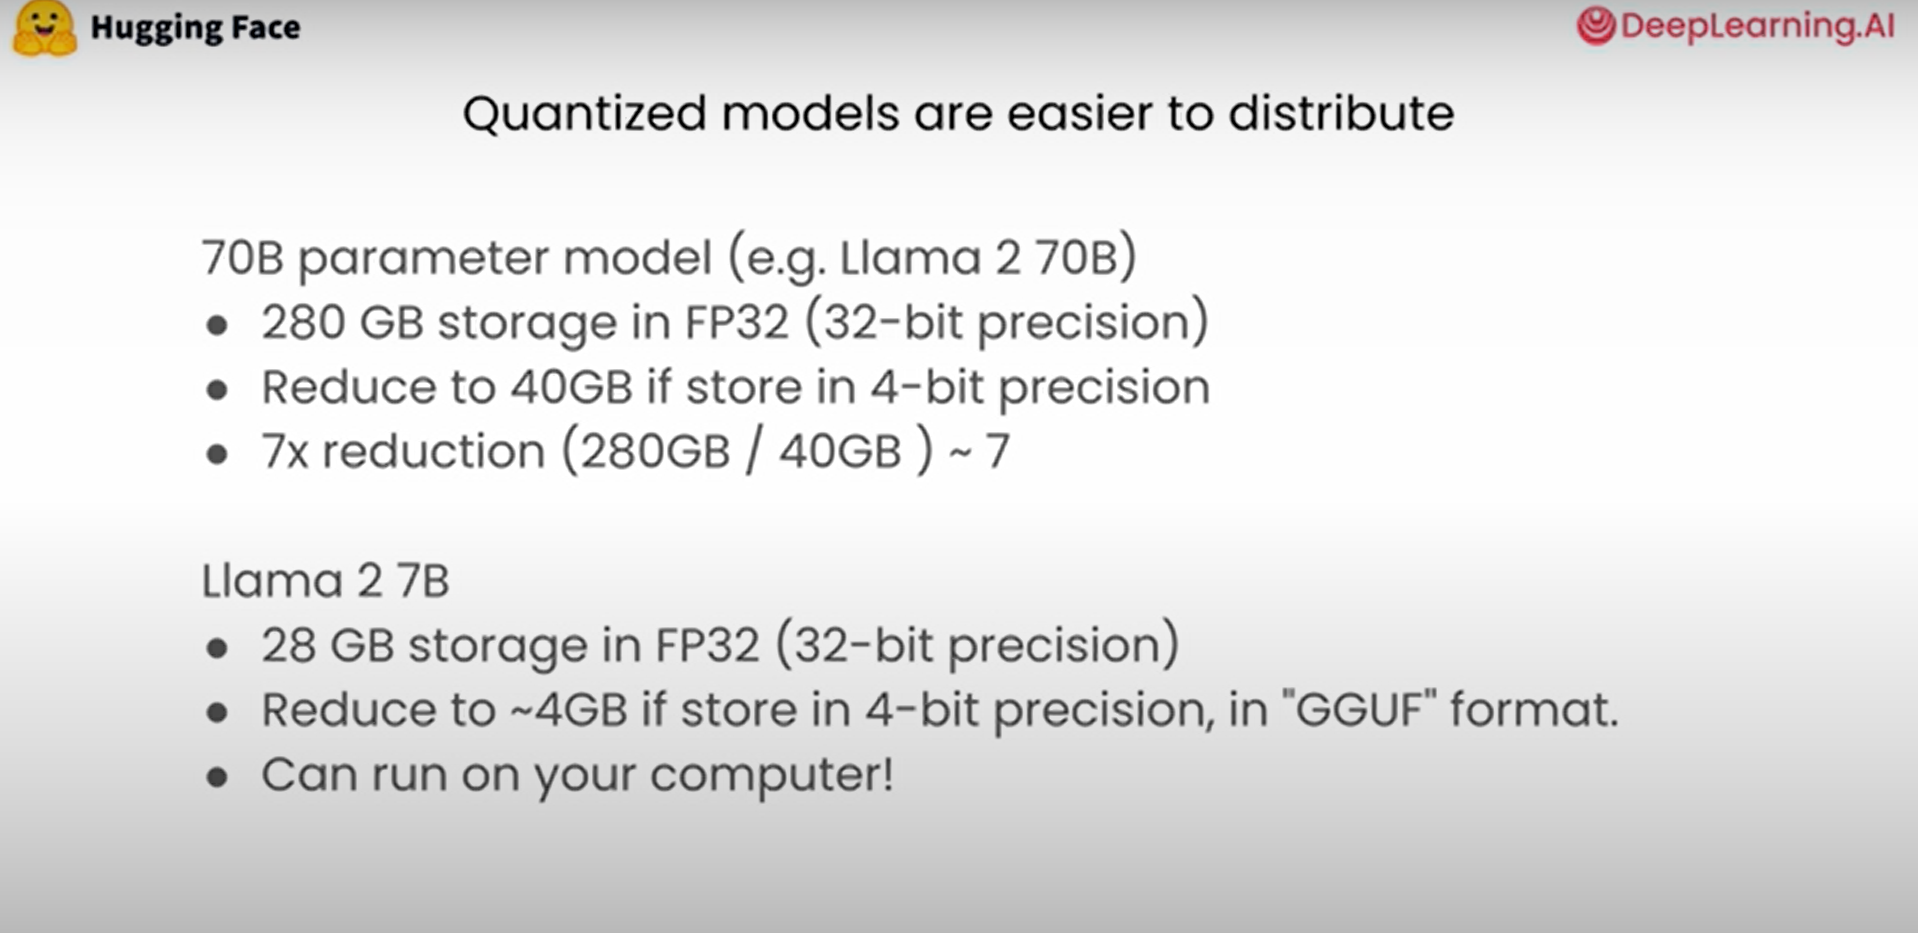 Hugging Face
DeepLearning.AI
Quantized models are easier to distribute
70B parameter model (e.g. Llama 2 70B)
● 280 GB storage in FP32 (32-bit precision)
● Reduce to 40GB if store in 4-bit precision
● 7x reduction (280GB / 40GB ) ~ 7
Llama 2 7B
● 28 GB storage in FP32 (32-bit precision)
● Reduce to ~4GB if store in 4-bit precision, in "GGUF" format.
● Can run on your computer!